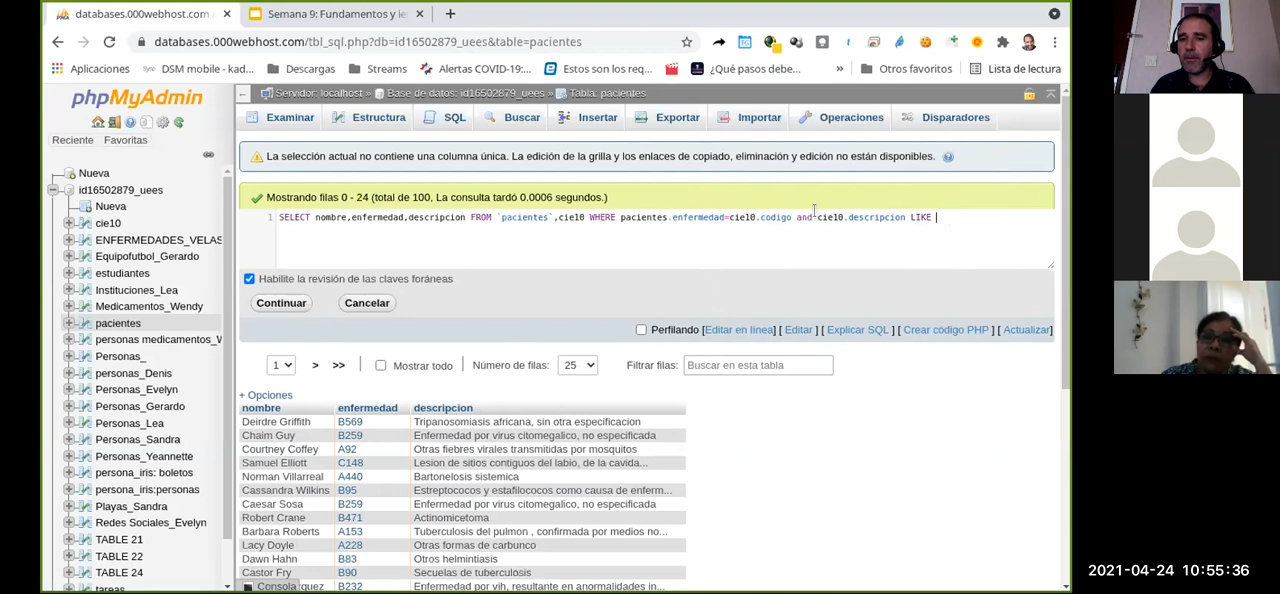 databases.000webhost.com
Semana 9: Fundamentos y
databases.000webhost.com/tbl_sql.php?db=id16502879_uees&table=pacientes
Aplicaciones
DSM mobile - kad...
Descargas
Streams
Alertas COVID-19:...
Estos son los req...
¿Qué pasos debe...
»
Otros favoritos
Lista de lectura
phpMyAdmin
Reciente Favoritas
Nueva
id16502879_uees
Nueva
cie10
ENFERMEDADES_VELAS
Equipofutbol_Gerardo
estudiantes
Instituciones_Lea
Medicamentos_Wendy
pacientes
personas medicamentos_W
Personas_
personas_Denis
Personas_Evelyn
Personas_Gerardo
Personas_Lea
Personas_Sandra
Personas_Yeannette
persona_iris: boletos
persona_iris:personas
Playas_Sandra
Redes Sociales_Evelyn
TABLE 21
TABLE 22
TABLE 24
tareas
Servidor: localhost » Base de datos: id16502879_uees » Tabla: pacientes
Examinar Estructura SQL Buscar Insertar Exportar Importar Operaciones Disparadores
La selección actual no contiene una columna única. La edición de la grilla y los enlaces de copiado, eliminación y edición no están disponibles.
Mostrando filas 0 - 24 (total de 100, La consulta tardó 0.0006 segundos.)
1 SELECT nombre,enfermedad,descripcion FROM `pacientes`,cie10 WHERE pacientes.enfermedad=cie10.codigo and cie10.descripcion LIKE
Habilite la revisión de las claves foráneas
Continuar Cancelar
Perfilando [Editar en línea] [ Editar ] [ Explicar SQL ] [ Crear código PHP ] [ Actualizar]
1 > >> Mostrar todo Número de filas: 25 Filtrar filas: Buscar en esta tabla
+ Opciones
nombre enfermedad descripcion
Deirdre Griffith B569 Tripanosomiasis africana, sin otra especificacion
Chaim Guy B259 Enfermedad por virus citomegalico, no especificada
Courtney Coffey A92 Otras fiebres virales transmitidas por mosquitos
Samuel Elliott C148 Lesion de sitios contiguos del labio, de la cavida...
Norman Villarreal A440 Bartonelosis sistemica
Cassandra Wilkins B95 Estreptococos y estafilococos como causa de enferm...
Caesar Sosa B259 Enfermedad por virus citomegalico, no especificada
Robert Crane B471 Actinomicetoma
Barbara Roberts A153 Tuberculosis del pulmon , confirmada por medios no...
Lacy Doyle A228 Otras formas de carbunco
Dawn Hahn B83 Otros helmintiasis
Castor Fry B90 Secuelas de tuberculosis
Consola quez B232 Enfermedad por vih, resultante en anormalidades in...
2021-04-24 10:55:36